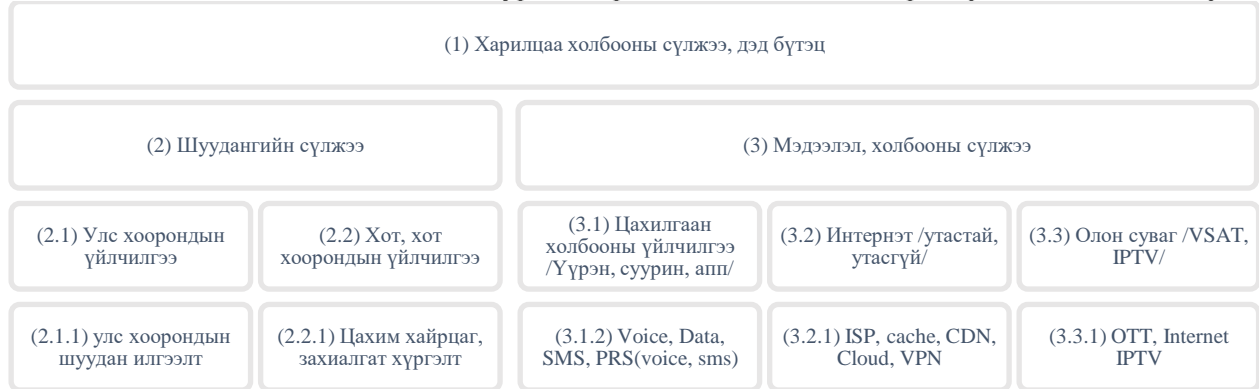 (1) Харилцаа холбооны сүлжээ, дэд бүтэц
(2) Шуудангийн сүлжээ
(3) Мэдээлэл, холбооны сүлжээ
(2.1) Улс хоорондын
үйлчилгээ
(2.2) Хот, хот
хоорондын үйлчилгээ
(3.1) Цахилгаан
холбооны үйлчилгээ
/Үүрэн, суурин, апп/
(3.2) Интернэт /утастай,
утасгүй/
(3.3) Олон суваг /VSAT,
IPTV/
(2.1.1) улс хоорондын
шуудан илгээлт
(2.2.1) Цахим хайрцаг,
захиалгат хүргэлт
(3.1.2) Voice, Data,
SMS, PRS(voice, sms)
(3.2.1) ISP, cache, CDN,
Cloud, VPN
(3.3.1) OTT, Internet
IPTV